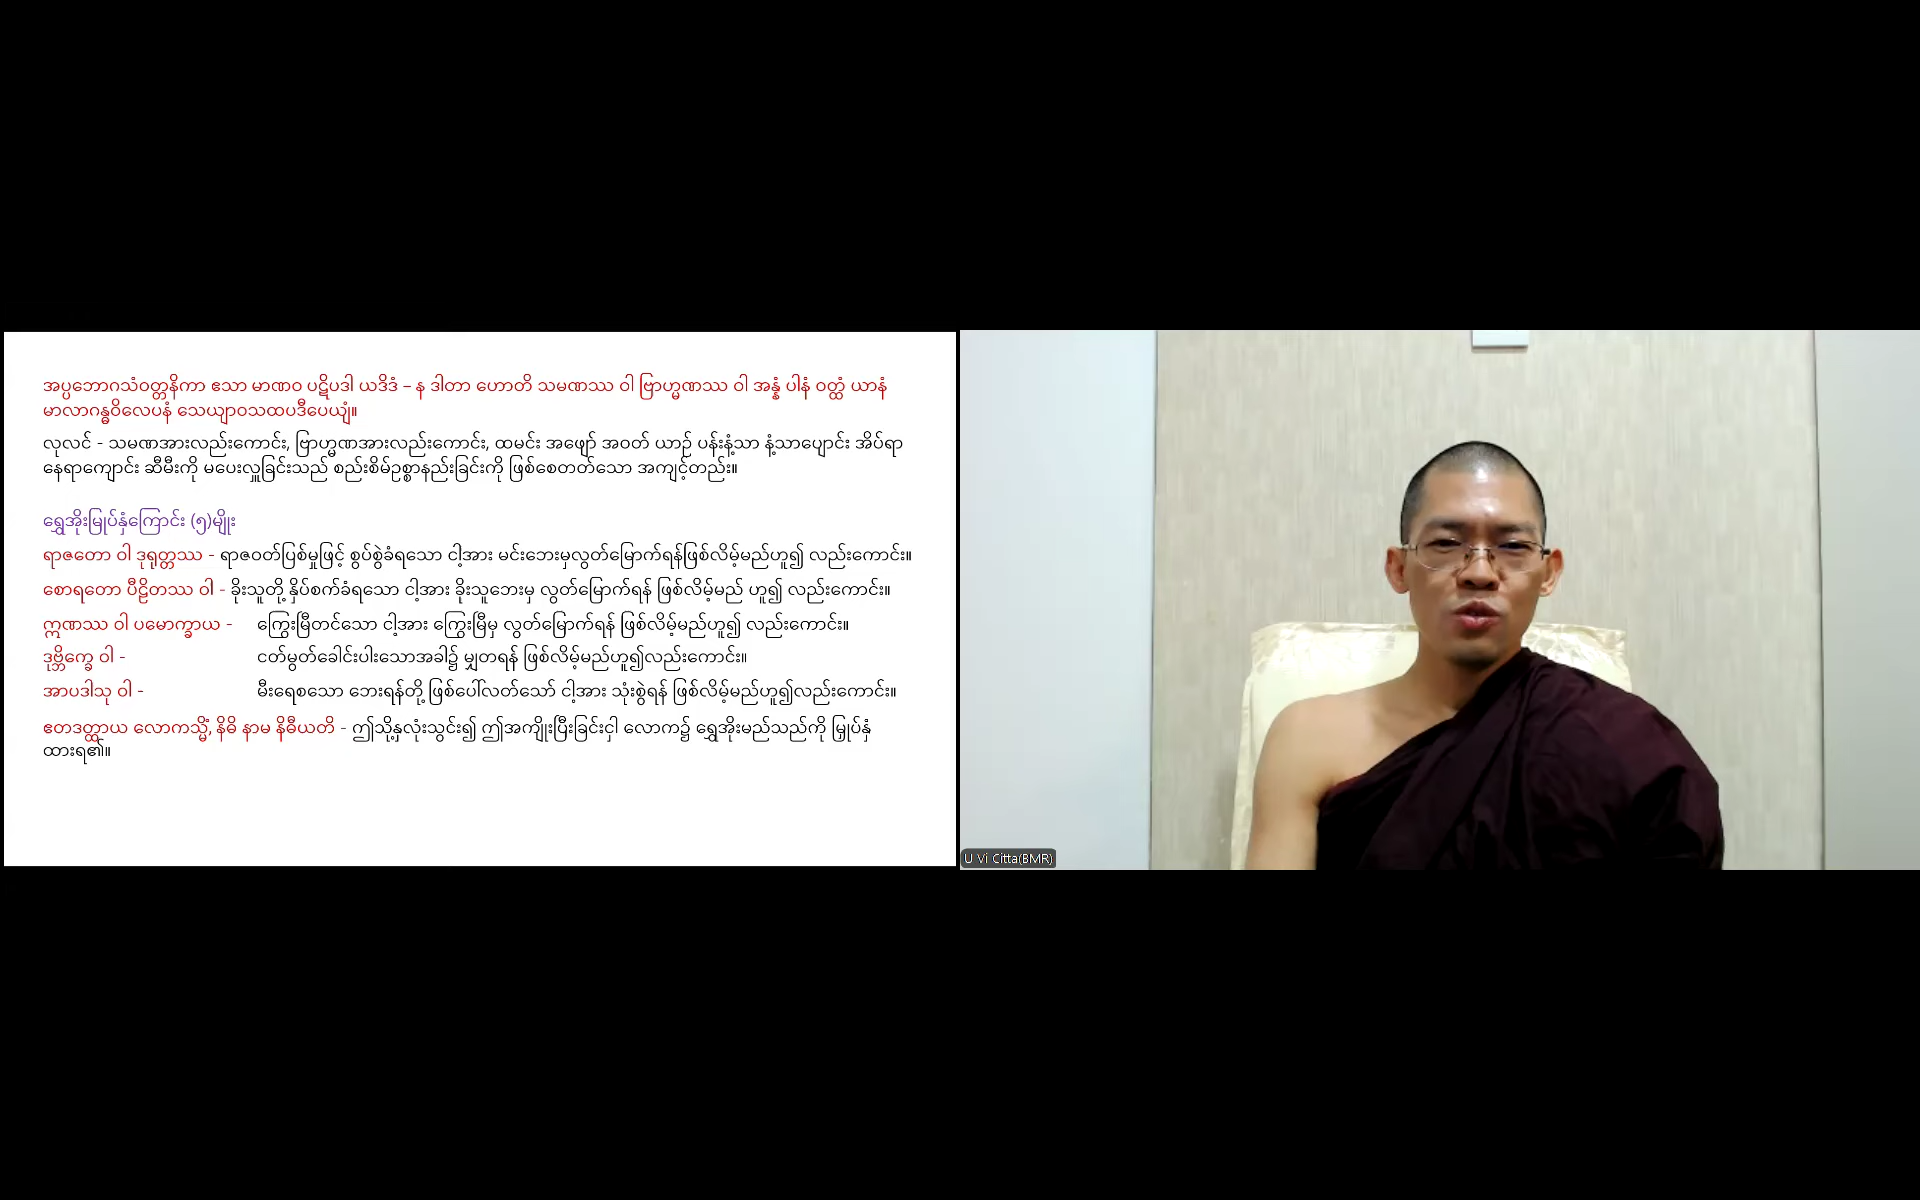 အပ္ပဘောဂသံဝတ္တနိကာ ဧသာ မာဏဝ ပဋိပဒါ ယဒိဒံ – န ဒါတာ ဟောတိ သမဏဿ ဝါ ဗြာဟ္မဏဿ ဝါ အန္နံ ပါနံ ဝတ္ထံ ယာနံ
မာလာဂန္ဓဝိလေပနံ သေယျာဝသထပဒီပေယျံ။
လုလင် - သမဏအားလည်းကောင်း, ဗြာဟ္မဏအားလည်းကောင်း, ထမင်း အဖျော် အဝတ် ယာဉ် ပန်းနံ့သာ နံ့သာပျောင်း အိပ်ရာ
နေရာကျောင်း ဆီမီးကို မပေးလှူခြင်းသည် စည်းစိမ်ဥစ္စာနည်းခြင်းကို ဖြစ်စေတတ်သော အကျင့်တည်း။
ရွှေအိုးမြှုပ်နှံကြောင်း (၅)မျိုး
ရာဇတော ဝါ ဒုရုတ္တဿ - ရာဇဝတ်ပြစ်မှုဖြင့် စွပ်စွဲခံရသော ငါ့အား မင်းဘေးမှလွတ်မြောက်ရန်ဖြစ်လိမ့်မည်ဟူ၍ လည်းကောင်း။
စောရတော ပီဠိတဿ ဝါ - ခိုးသူတို့ နှိပ်စက်ခံရသော ငါ့အား ခိုးသူဘေးမှ လွတ်မြောက်ရန် ဖြစ်လိမ့်မည် ဟူ၍ လည်းကောင်း။
ဣဏဿ ဝါ ပမောက္ခာယ - ကြွေးမြီတင်သော ငါ့အား ကြွေးမြီမှ လွတ်မြောက်ရန် ဖြစ်လိမ့်မည်ဟူ၍ လည်းကောင်း။
ဒုဗ္ဘိက္ခေ ဝါ - ငတ်မွတ်ခေါင်းပါးသောအခါ၌ မျှတရန် ဖြစ်လိမ့်မည်ဟူ၍လည်းကောင်း။
အာပဒါသု ဝါ - မီးရေစသော ဘေးရန်တို့ ဖြစ်ပေါ်လတ်သော် ငါ့အား သုံးစွဲရန် ဖြစ်လိမ့်မည်ဟူ၍လည်းကောင်း။
ဧတဒတ္ထာယ လောကသ္မိံ, နိဓိ နာမ နိဓီယတိ - ဤသို့နှလုံးသွင်း၍ ဤအကျိုးငှါ လောက၌ ရွှေအိုးမည်သည်ကို မြှုပ်နှံ
ထားရ၏။
U Vi Citta(BMR)